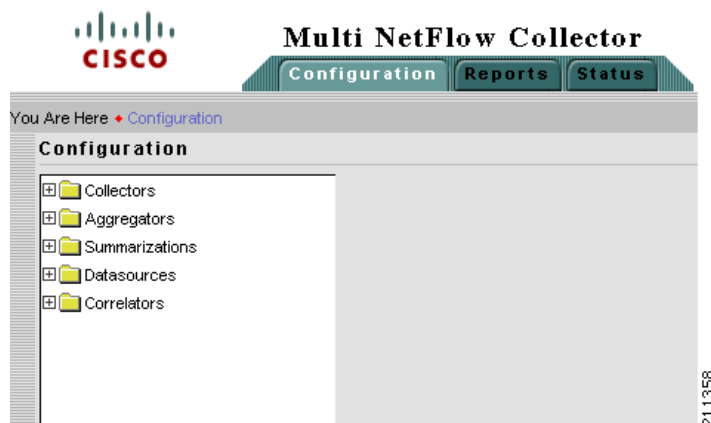 CISCO
Multi NetFlow Collector
Configuration Reports Status
You Are Here Configuration
Configuration
Collectors
Aggregators
Summarizations
Datasources
Correlators
211358